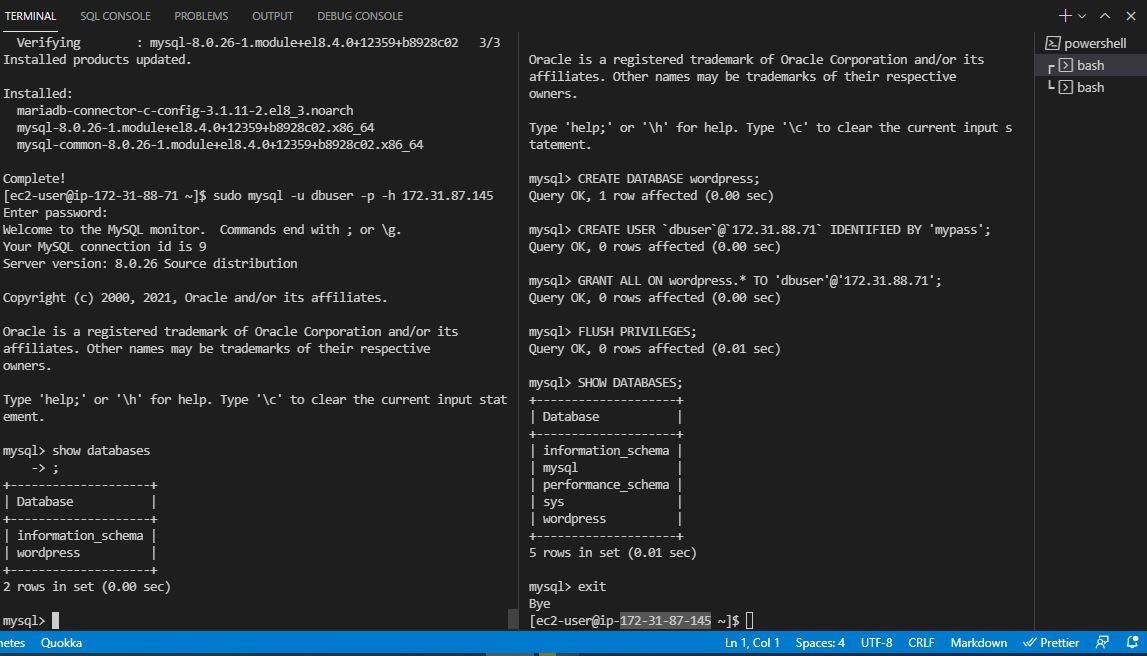 TERMINAL SQL CONSOLE PROBLEMS OUTPUT DEBUG CONSOLE
Verifying        : mysql-8.0.26-1.module+el8.4.0+12359+b8928c02   3/3
Installed products updated.

Installed:
  mariadb-connector-c-config-3.1.11-2.el8_3.noarch
  mysql-8.0.26-1.module+el8.4.0+12359+b8928c02.x86_64
  mysql-common-8.0.26-1.module+el8.4.0+12359+b8928c02.x86_64

Complete!
[ec2-user@ip-172-31-88-71 ~]$ sudo mysql -u dbuser -p -h 172.31.87.145
Enter password:
Welcome to the MySQL monitor.  Commands end with ; or \g.
Your MySQL connection id is 9
Server version: 8.0.26 Source distribution

Copyright (c) 2000, 2021, Oracle and/or its affiliates.

Oracle is a registered trademark of Oracle Corporation and/or its
affiliates. Other names may be trademarks of their respective
owners.

Type 'help;' or '\h' for help. Type '\c' to clear the current input stat
ement.

mysql> show databases
    -> ;
+--------------------+
| Database           |
+--------------------+
| information_schema |
| wordpress          |
+--------------------+
2 rows in set (0.00 sec)

mysql>
Oracle is a registered trademark of Oracle Corporation and/or its
affiliates. Other names may be trademarks of their respective
owners.

Type 'help;' or '\h' for help. Type '\c' to clear the current input s
tatement.

mysql> CREATE DATABASE wordpress;
Query OK, 1 row affected (0.00 sec)

mysql> CREATE USER `dbuser`@`172.31.88.71` IDENTIFIED BY 'mypass';
Query OK, 0 rows affected (0.00 sec)

mysql> GRANT ALL ON wordpress.* TO 'dbuser'@'172.31.88.71';
Query OK, 0 rows affected (0.00 sec)

mysql> FLUSH PRIVILEGES;
Query OK, 0 rows affected (0.01 sec)

mysql> SHOW DATABASES;
+--------------------+
| Database           |
+--------------------+
| information_schema |
| mysql              |
| performance_schema |
| sys                |
| wordpress          |
+--------------------+
5 rows in set (0.01 sec)

mysql> exit
Bye
[ec2-user@ip-172-31-87-145 ~]$
powershell
bash
bash
netes Quokka Ln 1, Col 1 Spaces: 4 UTF-8 CRLF Markdown Prettier